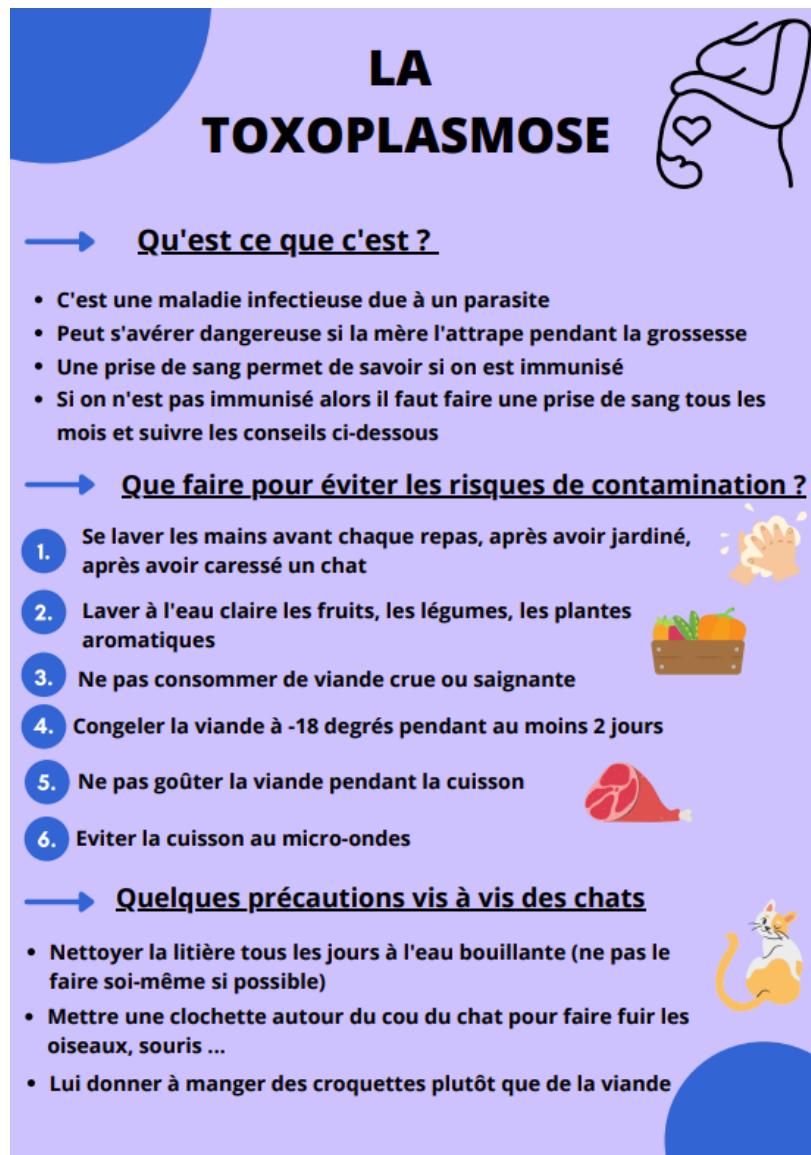 LA
TOXOPLASMOSE
Qu'est ce que c'est ?
• C'est une maladie infectieuse due à un parasite
• Peut s'avérer dangereuse si la mère l'attrape pendant la grossesse
• Une prise de sang permet de savoir si on est immunisé
• Si on n'est pas immunisé alors il faut faire une prise de sang tous les
mois et suivre les conseils ci-dessous
Que faire pour éviter les risques de contamination ?
1. Se laver les mains avant chaque repas, après avoir jardiné,
après avoir caressé un chat
2. Laver à l'eau claire les fruits, les légumes, les plantes
aromatiques
3. Ne pas consommer de viande crue ou saignante
4. Congeler la viande à -18 degrés pendant au moins 2 jours
5. Ne pas goûter la viande pendant la cuisson
6. Eviter la cuisson au micro-ondes
Quelques précautions vis à vis des chats
• Nettoyer la litière tous les jours à l'eau bouillante (ne pas le
faire soi-même si possible)
• Mettre une clochette autour du cou du chat pour faire fuir les
oiseaux, souris ...
• Lui donner à manger des croquettes plutôt que de la viande